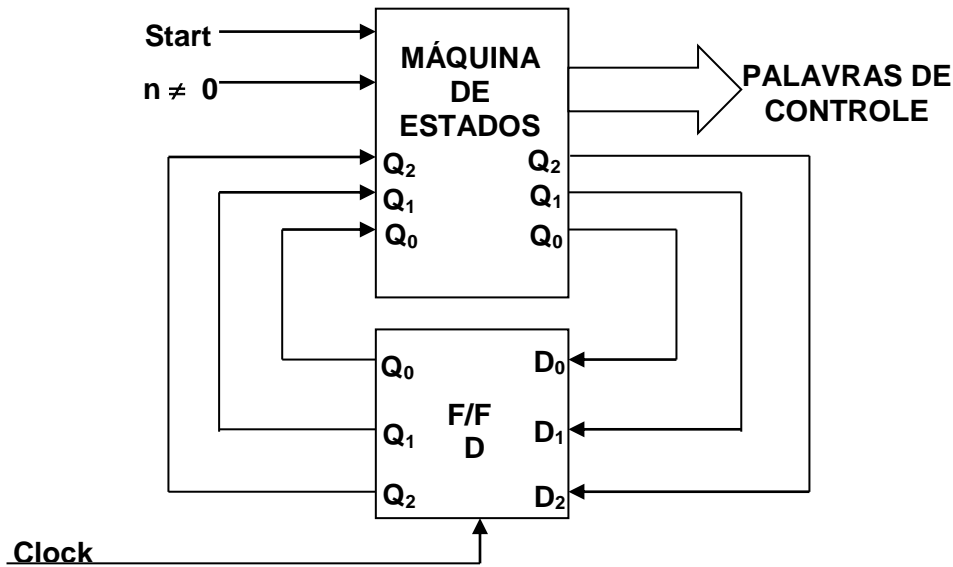 Start
n ≠ 0
MÁQUINA
DE
ESTADOS
PALAVRAS DE
CONTROLE
Q2 Q2
Q1 Q1
Q0 Q0
Q0 D0
F/F
D
Q1 D1
Q2 D2
Clock